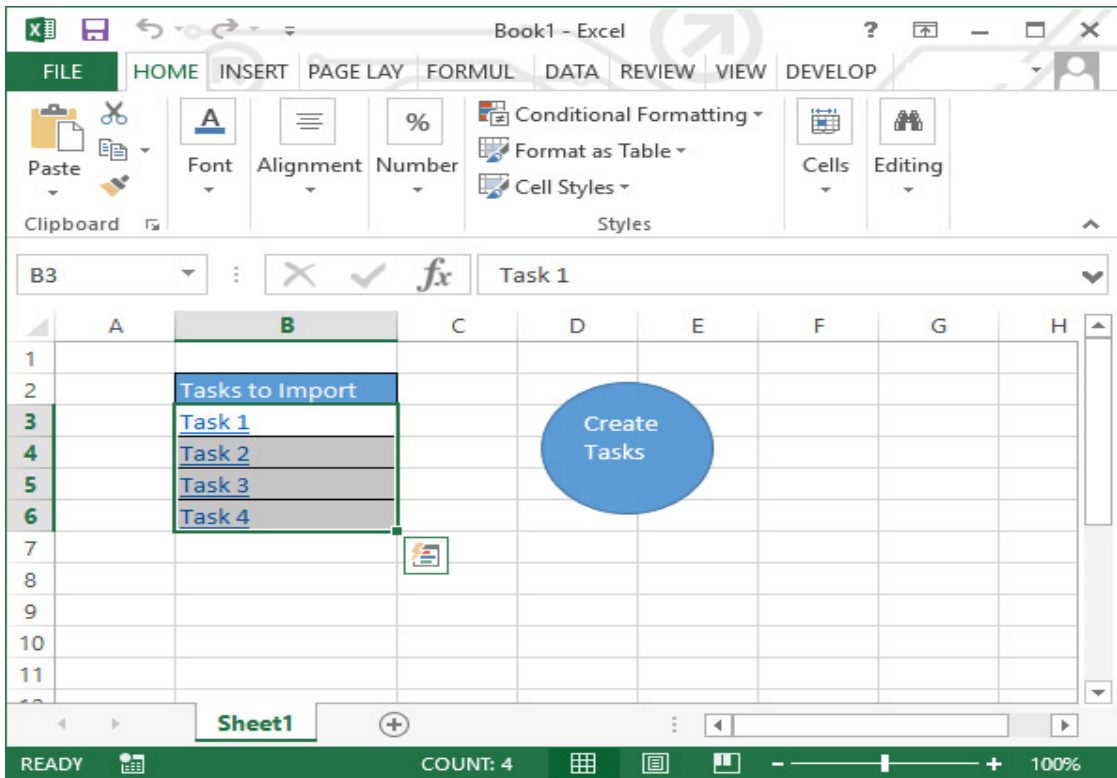 Book1 - Excel
?
FILE HOME INSERT PAGE LAY FORMUL DATA REVIEW VIEW DEVELOP
Paste
Clipboard
A
Font
Alignment
%
Number
Conditional Formatting
Format as Table
Cell Styles
Styles
Cells
Editing
B3
fx
Task 1
A B C D E F G H
1
2 Tasks to Import
3 Task 1
4 Task 2
5 Task 3
6 Task 4
Create
Tasks
7
8
9
10
11
Sheet1
READY COUNT: 4 100%